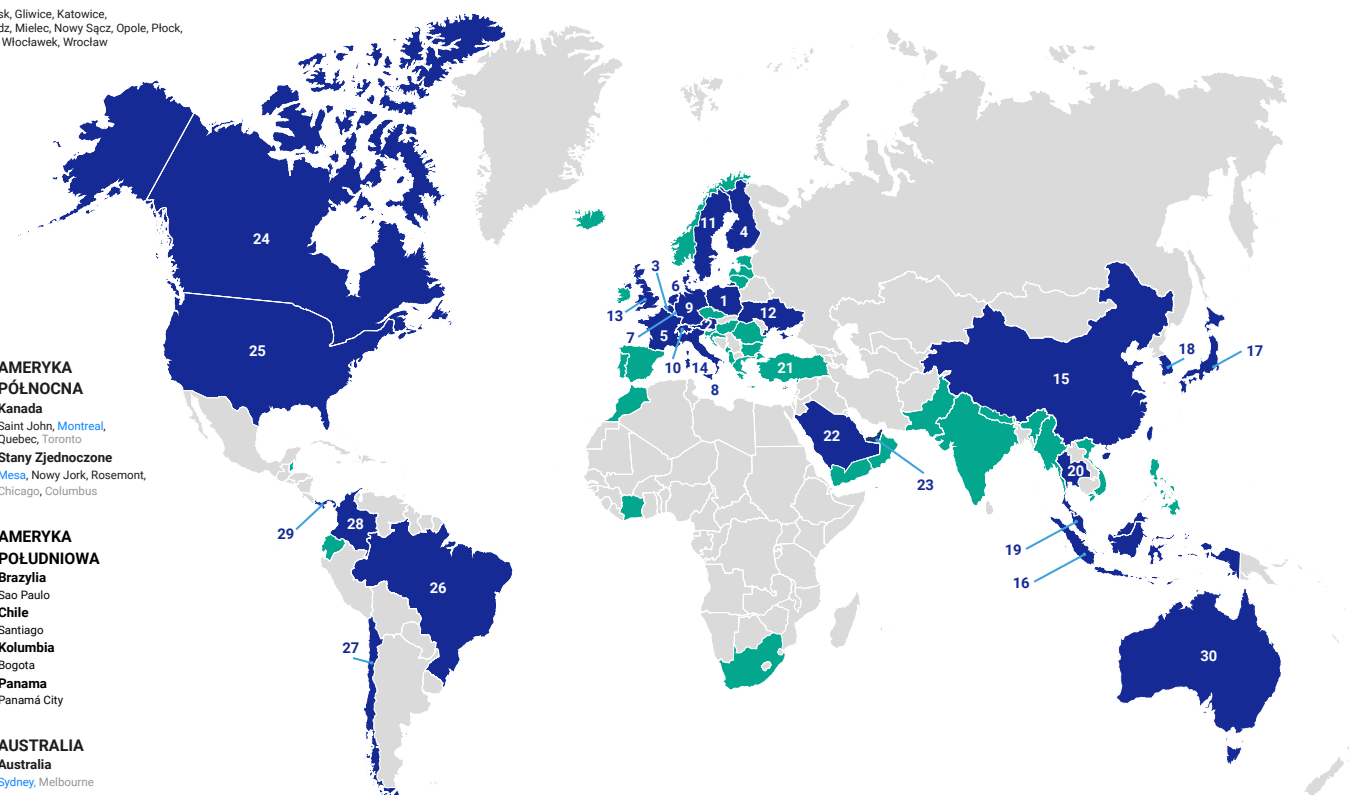 sk, Gliwice, Katowice,
dz, Mielec, Nowy Sącz, Opole, Płock,
Włocławek, Wrocław
24
11
4
3
6
1
9
13
12
7
5
2
25
10
14
21
8
18
17
15
AMERYKA
PÓŁNOCNA
Kanada
Saint John, Montreal,
Quebec, Toronto
Stany Zjednoczone
Mesa, Nowy Jork, Rosemont,
Chicago, Columbus
22
20
23
28
29
19
16
AMERYKA
POŁUDNIOWA
Brazylia
Sao Paulo
Chile
Santiago
Kolumbia
Bogota
Panama
Panamá City
26
27
30
AUSTRALIA
Australia
Sydney, Melbourne